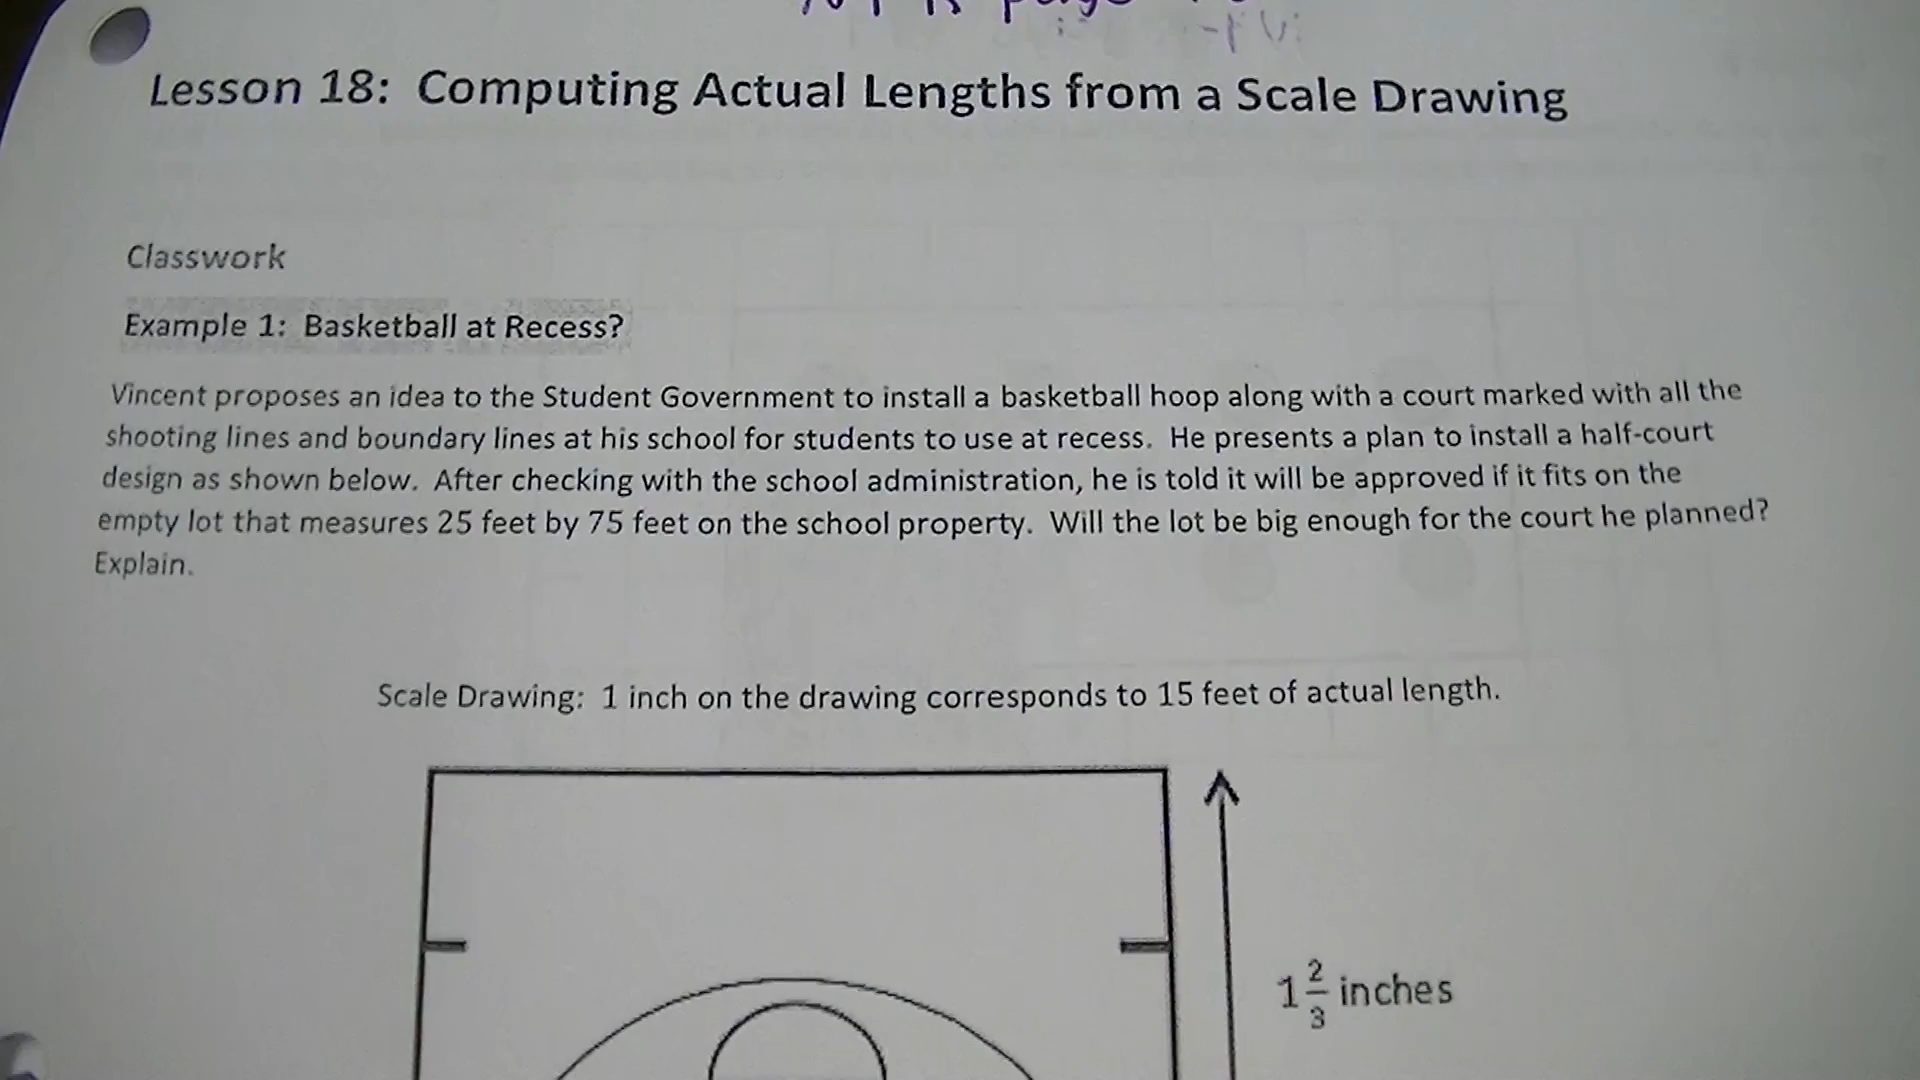 Lesson 18: Computing Actual Lengths from a Scale Drawing
Classwork
Example 1: Basketball at Recess?
Vincent proposes an idea to the Student Government to install a basketball hoop along with a court marked with all the
shooting lines and boundary lines at his school for students to use at recess. He presents a plan to install a half-court
design as shown below. After checking with the school administration, he is told it will be approved if it fits on the
empty lot that measures 25 feet by 75 feet on the school property. Will the lot be big enough for the court he planned?
Explain.
Scale Drawing: 1 inch on the drawing corresponds to 15 feet of actual length.
1 2/3 inches